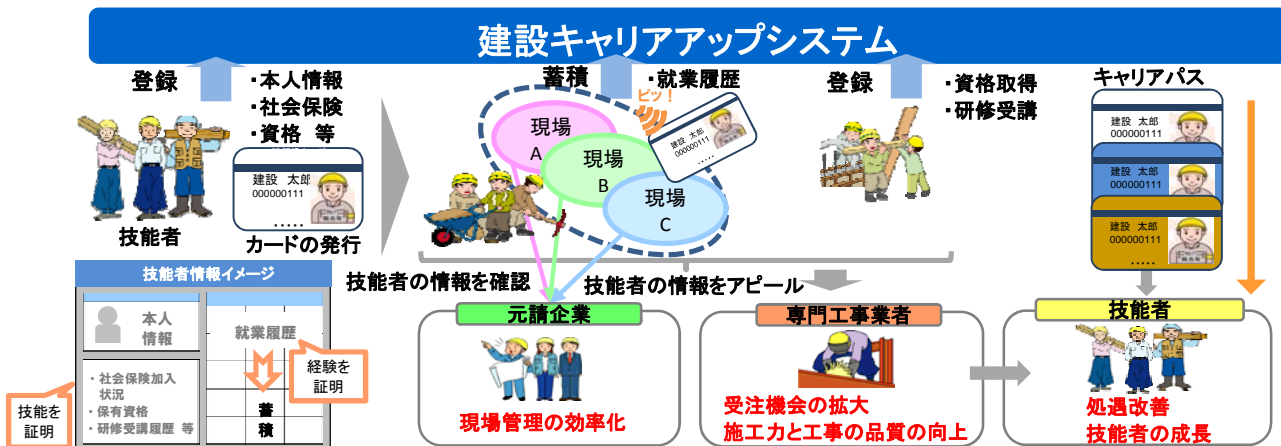 建設キャリアアップシステム
登録
・本人情報
・社会保険
・資格 等
建設 太郎
000000111
.....
技能者
カードの発行
蓄積
・就業履歴
ピッ!
現場
A
現場
B
現場
C
建設 太郎
000000111
.....
登録
・資格取得
・研修受講
キャリアパス
建設 太郎
000000111
建設 太郎
000000111
建設 太郎
000000111
.....
技能者情報イメージ
本人
情報
就業履歴
・社会保険加入
状況
・保有資格
・研修受講履歴 等
蓄
積
経験を
証明
技能を
証明
技能者の情報を確認
技能者の情報をアピール
元請企業
現場管理の効率化
専門工事業者
受注機会の拡大
施工力と工事の品質の向上
技能者
処遇改善
技能者の成長